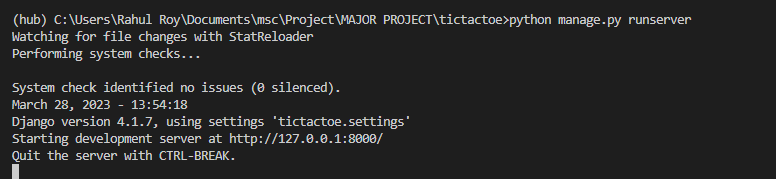 (hub) C:\Users\Rahul Roy\Documents\msc\Project\MAJOR PROJECT\tictactoe>python manage.py runserver
Watching for file changes with StatReloader
Performing system checks...
System check identified no issues (0 silenced).
March 28, 2023 - 13:54:18
Django version 4.1.7, using settings 'tictactoe.settings'
Starting development server at http://127.0.0.1:8000/
Quit the server with CTRL-BREAK.